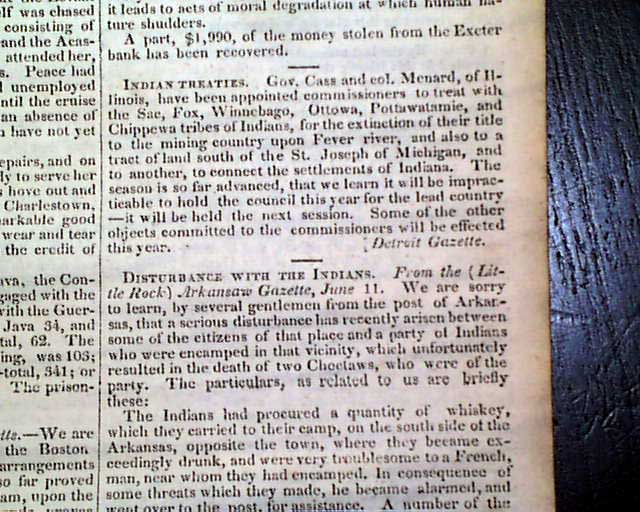 lf was chased
consisting of
and the Acas-
attended her,
s. Peace had
l unemployed
ntil the cruise
an absence of
have not yet
epairs, and on
ly to serve her
s hove out and
Charlestown,
arkable good
wear and tear
the credit of
ava, the Con-
gaged with the
with the Guer-
Java 34, and
tal, 62. The
ing, was 103;
-total, 341; or
The prison-
tts.—We are
the Boston
arrangements
so far proved
am, upon the
it leads to acts of moral degradation at which human na-
ture shudders.
A part, $1,990, of the money stolen from the Exeter
bank has been recovered.
INDIAN TREATIES. Gov. Cass and col. Menard, of Il-
linois, have been appointed commissioners to treat with
the Sac, Fox, Winnebago, Ottowa, Pottawatamie, and
Chippewa tribes of Indians, for the extinction of their title
to the mining country upon Fever river, and also to a
tract of land south of the St. Joseph of Michigan, and
to another, to connect the settlements of Indiana. The
season is so far advanced, that we learn it will be imprac-
ticable to hold the council this year for the lead country
—it will be held the next session. Some of the other
objects committed to the commissioners will be effected
this year. [Detroit Gazette.
DISTURBANCE WITH THE INDIANS. From the (Lit-
tle Rock) Arkansaw Gazette, June 11. We are sorry
to learn, by several gentlemen from the post of Arkan-
sas, that a serious disturbance has recently arisen between
some of the citizens of that place and a party of Indians
who were encamped in that vicinity, which unfortunately
resulted in the death of two Choctaws, who were of the
party. The particulars, as related to us are briefly
these:
The Indians had procured a quantity of whiskey,
which they carried to their camp, on the south side of the
Arkansas, opposite the town, where they became ex-
ceedingly drunk, and were very troublesome to a French,
man, near whom they had encamped. In consequence of
some threats which they made, he became alarmed, and
went over to the post, for assistance. A number of the